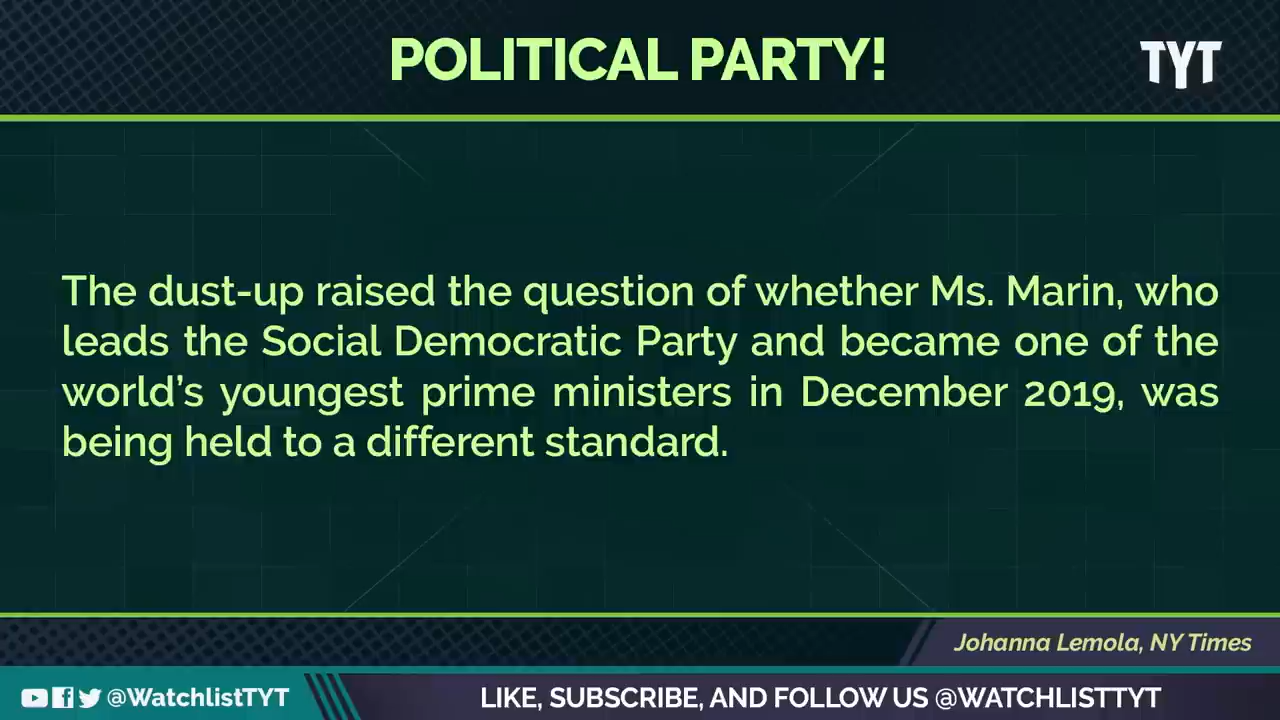 POLITICAL PARTY!
TYT
The dust-up raised the question of whether Ms. Marin, who
leads the Social Democratic Party and became one of the
world’s youngest prime ministers in December 2019, was
being held to a different standard.
Johanna Lemola, NY Times
@WatchlistTYT
LIKE, SUBSCRIBE, AND FOLLOW US @WATCHLISTTYT